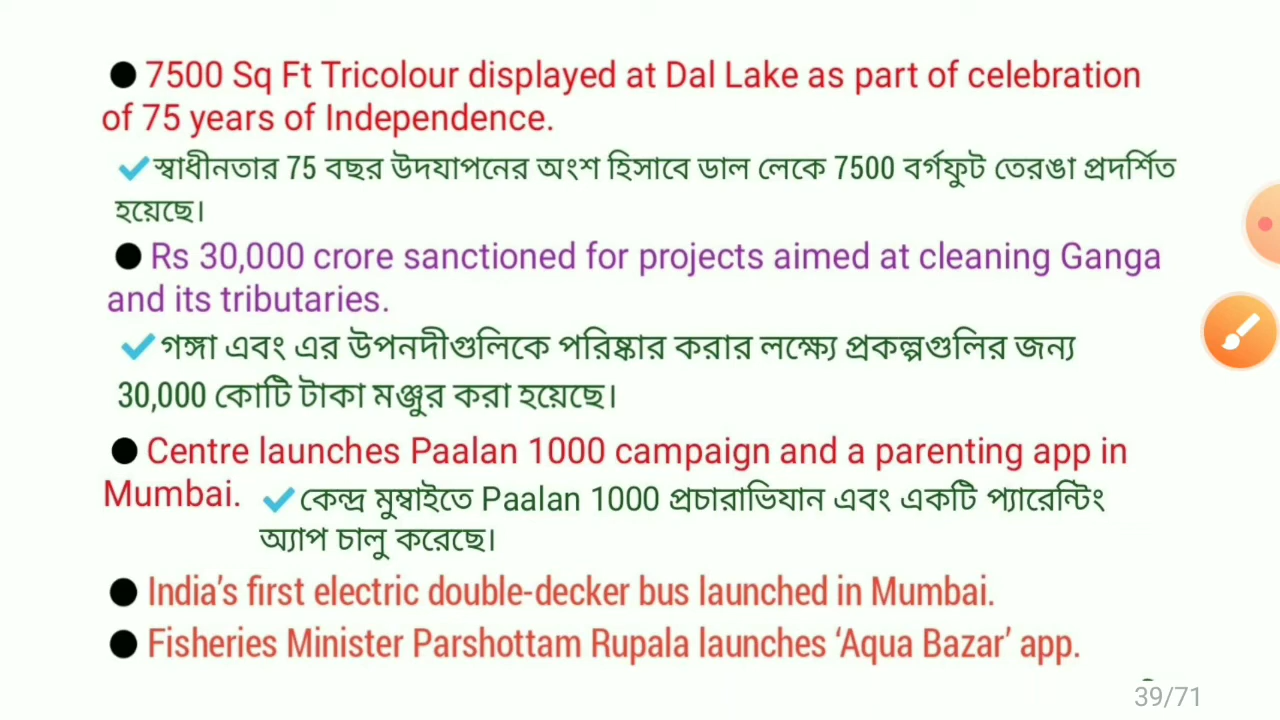 ● 7500 Sq Ft Tricolour displayed at Dal Lake as part of celebration
of 75 years of Independence.
✔স্বাধীনতার 75 বছর উদযাপনের অংশ হিসাবে ডাল লেকে 7500 বর্গফুট তেরঙা প্রদর্শিত
হয়েছে।
● Rs 30,000 crore sanctioned for projects aimed at cleaning Ganga
and its tributaries.
✔গঙ্গা এবং এর উপনদীগুলিকে পরিষ্কার করার লক্ষ্যে প্রকল্পগুলির জন্য
30,000 কোটি টাকা মঞ্জুর করা হয়েছে।
● Centre launches Paalan 1000 campaign and a parenting app in
Mumbai. ✔কেন্দ্র মুম্বাইতে Paalan 1000 প্রচারাভিযান এবং একটি প্যারেন্টিং
অ্যাপ চালু করেছে।
● India's first electric double-decker bus launched in Mumbai.
● Fisheries Minister Parshottam Rupala launches ‘Aqua Bazar’ app.
39/71